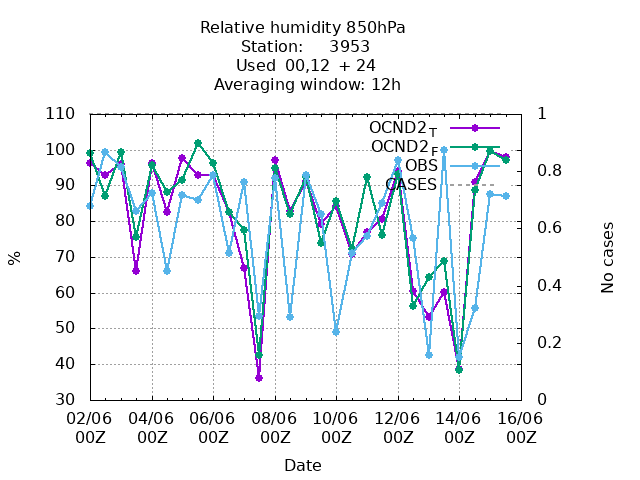 Relative humidity 850hPa
Station: 3953
Used 00,12 + 24
Averaging window: 12h
OCND2_T
OCND2_F
OBS
CASES
%
110
100
90
80
70
60
50
40
30
1
0.8
0.6
0.4
0.2
0
No cases
02/06 04/06 06/06 08/06 10/06 12/06 14/06 16/06
00Z 00Z 00Z 00Z 00Z 00Z 00Z 00Z
Date